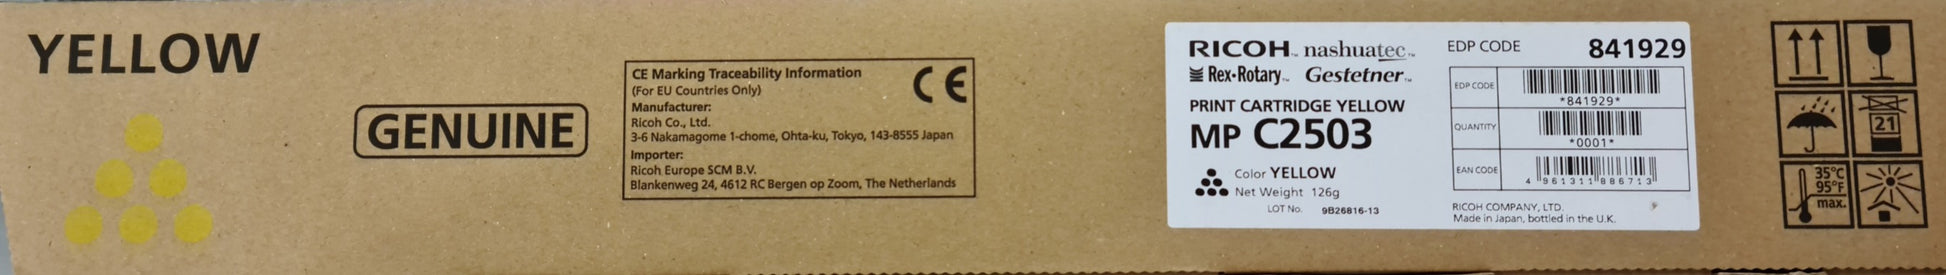 YELLOW
GENUINE
CE Marking Traceability Information
(For EU Countries Only)
CE
Manufacturer:
Ricoh Co., Ltd.
3-6 Nakamagome 1-chome, Ohta-ku, Tokyo, 143-8555 Japan
Importer:
Ricoh Europe SCM B.V.
Blankenweg 24, 4612 RC Bergen op Zoom, The Netherlands
RICOH™ nashuatec™
Rex-Rotary™ Gestetner™
PRINT CARTRIDGE YELLOW
MP C2503
Color YELLOW
Net Weight 126g
LOT No. 9B26816-13
EDP CODE 841929
EDP CODE
*841929*
QUANTITY
*0001*
EAN CODE
4 961311 886713
RICOH COMPANY, LTD.
Made in Japan, bottled in the U.K.
21
35°C
95°F
max.